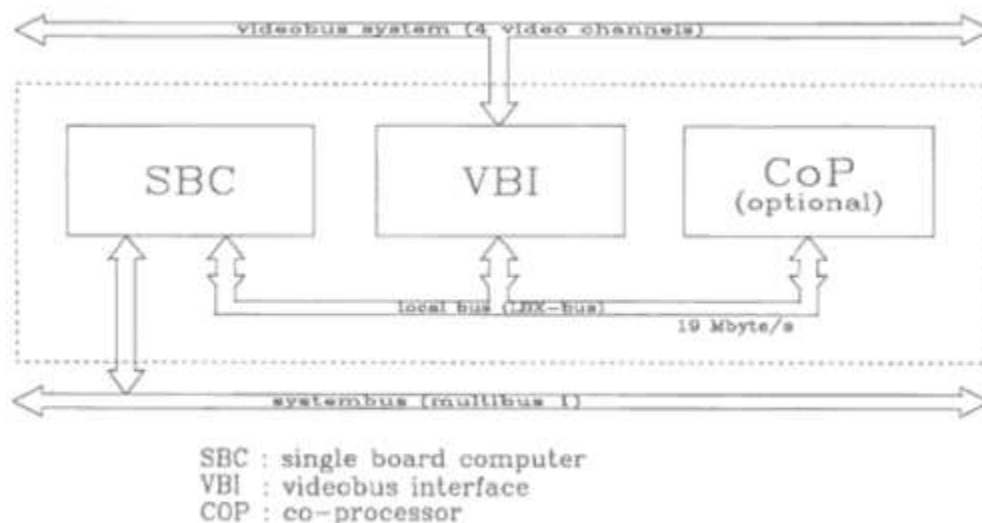 videobus system (4 video channels)
SBC
VBI
CoP
(optional)
local bus (LBX-bus)
19 Mbyte/s
systembus (multibus 1)
SBC : single board computer
VBI : videobus interface
COP : co-processor